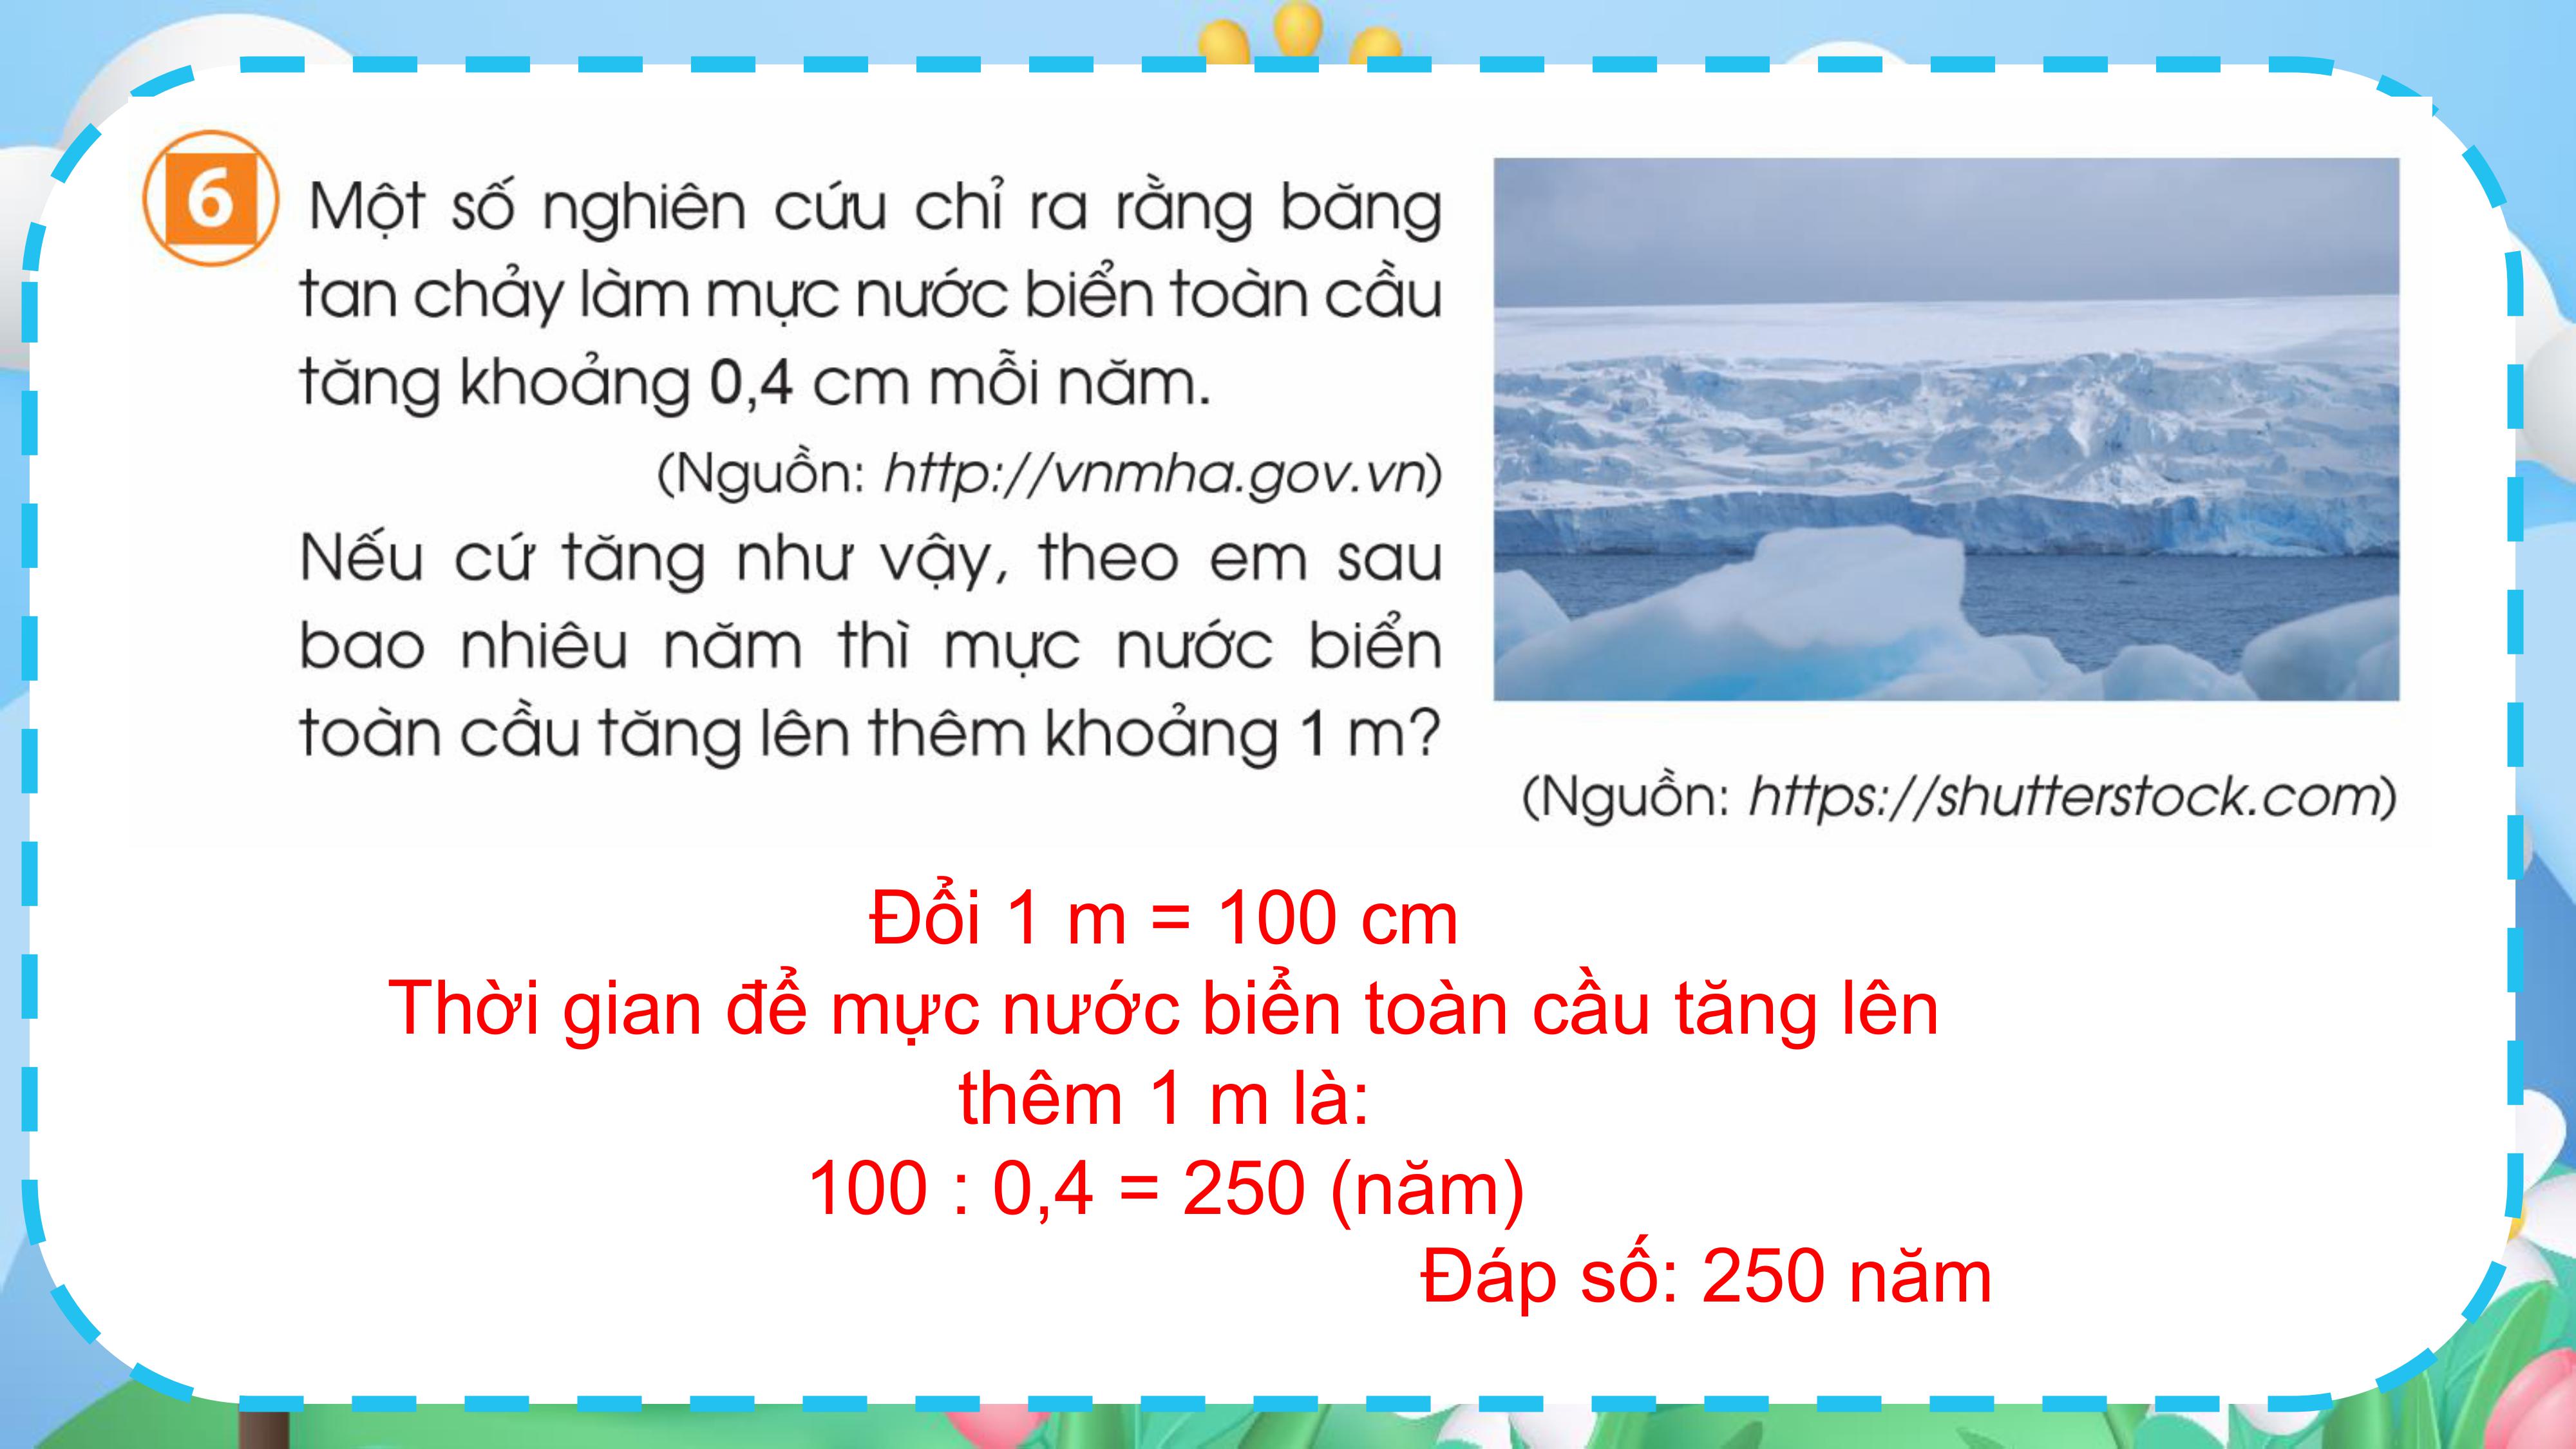 6
Một số nghiên cứu chỉ ra rằng băng
tan chảy làm mực nước biển toàn cầu
tăng khoảng 0,4 cm mỗi năm.
(Nguồn: http://vnmha.gov.vn)
Nếu cứ tăng như vậy, theo em sau
bao nhiêu năm thì mực nước biển
toàn cầu tăng lên thêm khoảng 1 m?
(Nguồn: https://shutterstock.com)
Đổi 1 m = 100 cm
Thời gian để mực nước biển toàn cầu tăng lên
thêm 1 m là:
100 : 0,4 = 250 (năm)
Đáp số: 250 năm